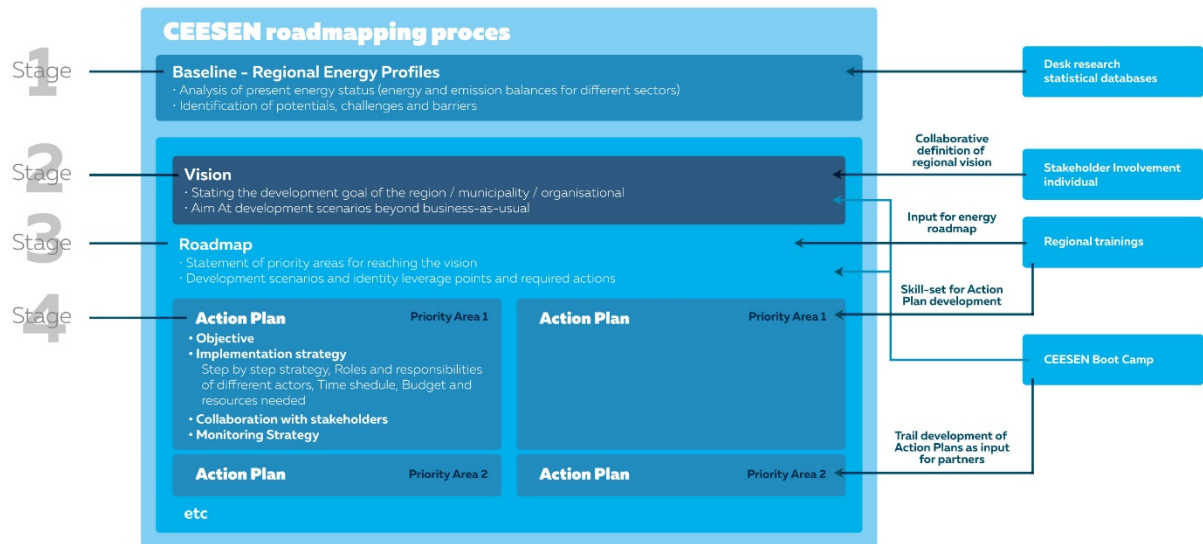 CEESEN roadmapping proces
Stage 1
Baseline - Regional Energy Profiles
· Analysis of present energy status (energy and emission balances for different sectors)
· Identification of potentials, challenges and barriers
Desk research
statistical databases
Stage 2
Vision
· Stating the development goal of the region / municipality / organisational
· Aim At development scenarios beyond business-as-usual
Collaborative
definition of
regional vision
Stakeholder Involvement
individual
Stage 3
Roadmap
· Statement of priority areas for reaching the vision
· Development scenarios and identity leverage points and required actions
Input for energy
roadmap
Regional trainings
Stage 4
Action Plan
Priority Area 1
• Objective
• Implementation strategy
Step by step strategy, Roles and responsibilities
of diffrerent actors, Time shedule, Budget and
resources needed
• Collaboration with stakeholders
• Monitoring Strategy
Action Plan
Priority Area 1
Skill-set for Action
Plan development
CEESEN Boot Camp
Action Plan
Priority Area 2
Action Plan
Priority Area 2
Trail development of
Action Plans as input
for partners
etc